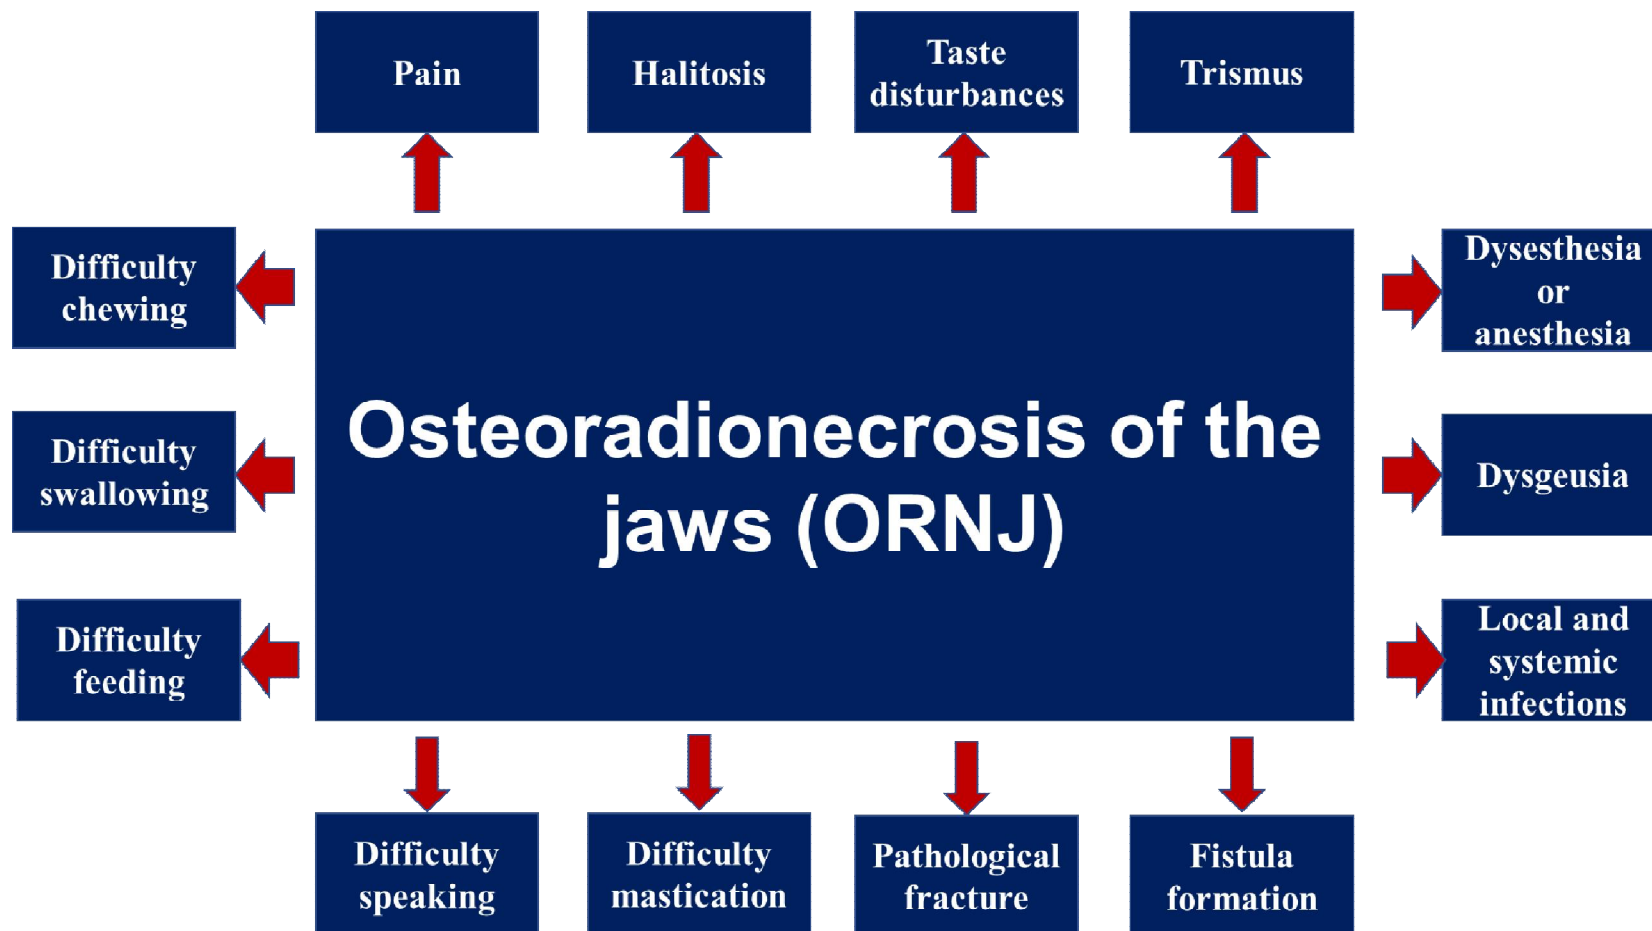 Pain
Halitosis
Taste
disturbances
Trismus
Difficulty
chewing
Difficulty
swallowing
Difficulty
feeding
Osteoradionecrosis of the
jaws (ORNJ)
Dysesthesia
or
anesthesia
Dysgeusia
Local and
systemic
infections
Difficulty
speaking
Difficulty
mastication
Pathological
fracture
Fistula
formation